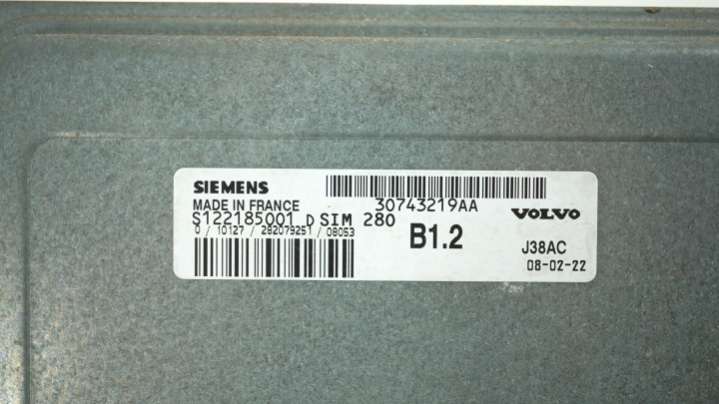 SIEMENS
MADE IN FRANCE
30743219AA
VOLVO
S122185001 D SIM 280
0 / 10127 / 282079251 / 08053
B1.2
J38AC
08-02-22